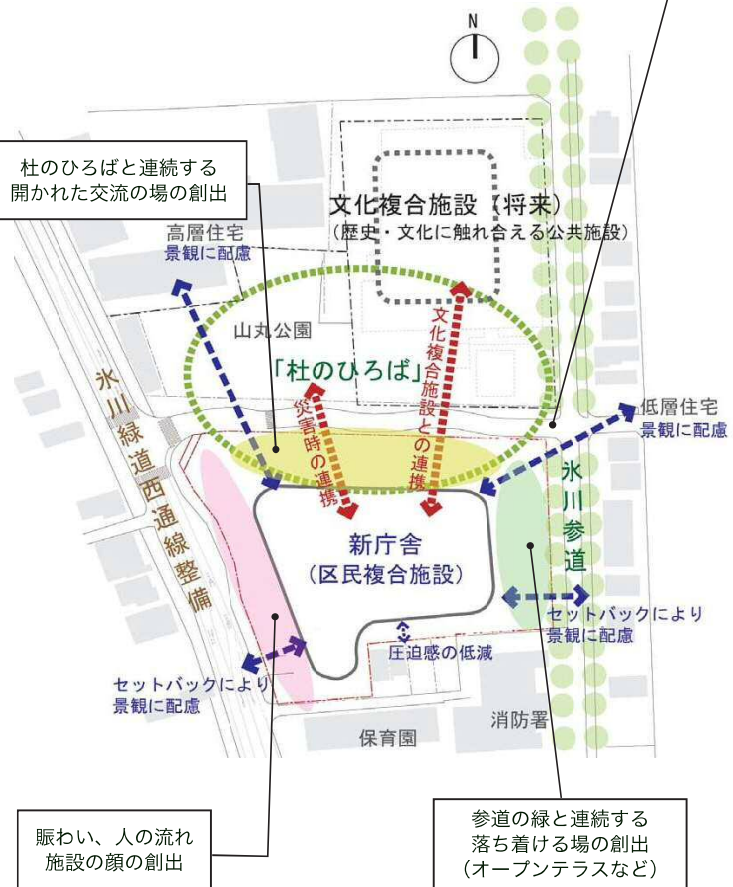 N
杜のひろばと連続する
開かれた交流の場の創出
文化複合施設（将来）
（歴史・文化に触れ合える公共施設）
高層住宅
景観に配慮
山丸公園
「杜のひろば」
文化複合施設との連携
災害時の連携
氷川緑道西通線整備
低層住宅
景観に配慮
氷川参道
新庁舎
（区民複合施設）
セットバックにより
景観に配慮
圧迫感の低減
セットバックにより
景観に配慮
消防署
保育園
賑わい、人の流れ
施設の顔の創出
参道の緑と連続する
落ち着ける場の創出
（オープンテラスなど）